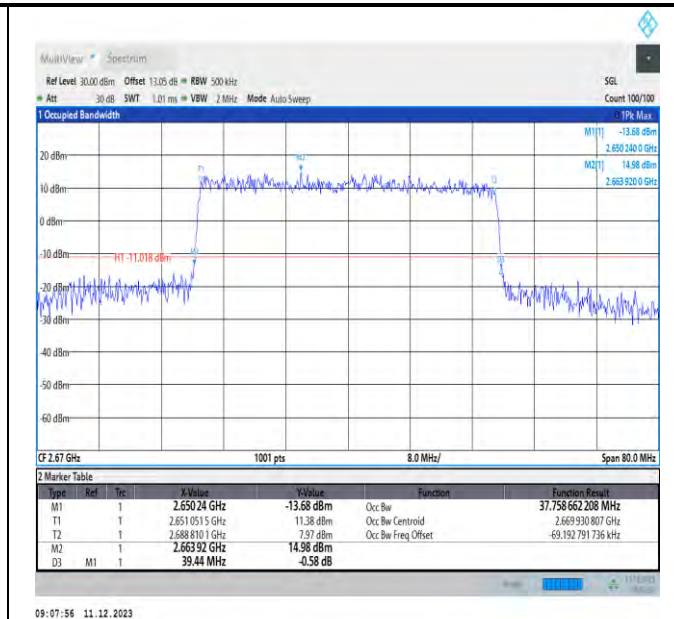 MultiView Spectrum
Ref Level 30.00 dBm Offset 13.05 dB RBW 500 kHz SGL
Att 30 dB SWT 1.01 ms VBW 2 MHz Mode Auto Sweep Count 100/100
1 Occupied Bandwidth 1Pk Max
M1[1] -13.68 dBm
2.650 240 0 GHz
M2[1] 14.98 dBm
2.663 920 0 GHz
20 dBm
M2
T1
T2
10 dBm
0 dBm
-10 dBm
H1 -11.018 dBm
M1
D3
-20 dBm
-30 dBm
-40 dBm
-50 dBm
-60 dBm
CF 2.67 GHz 1001 pts 8.0 MHz/ Span 80.0 MHz
2 Marker Table
Type Ref Trc X-Value Y-Value Function Function Result
M1 1 2.65024 GHz -13.68 dBm Occ Bw 37.758 662 208 MHz
T1 1 2.651 051 5 GHz 11.38 dBm Occ Bw Centroid 2.669 930 807 GHz
T2 1 2.688 810 1 GHz 7.97 dBm Occ Bw Freq Offset -69.192 791 736 kHz
M2 1 2.663 92 GHz 14.98 dBm
D3 M1 1 39.44 MHz -0.58 dB
09:07:56 11.12.2023